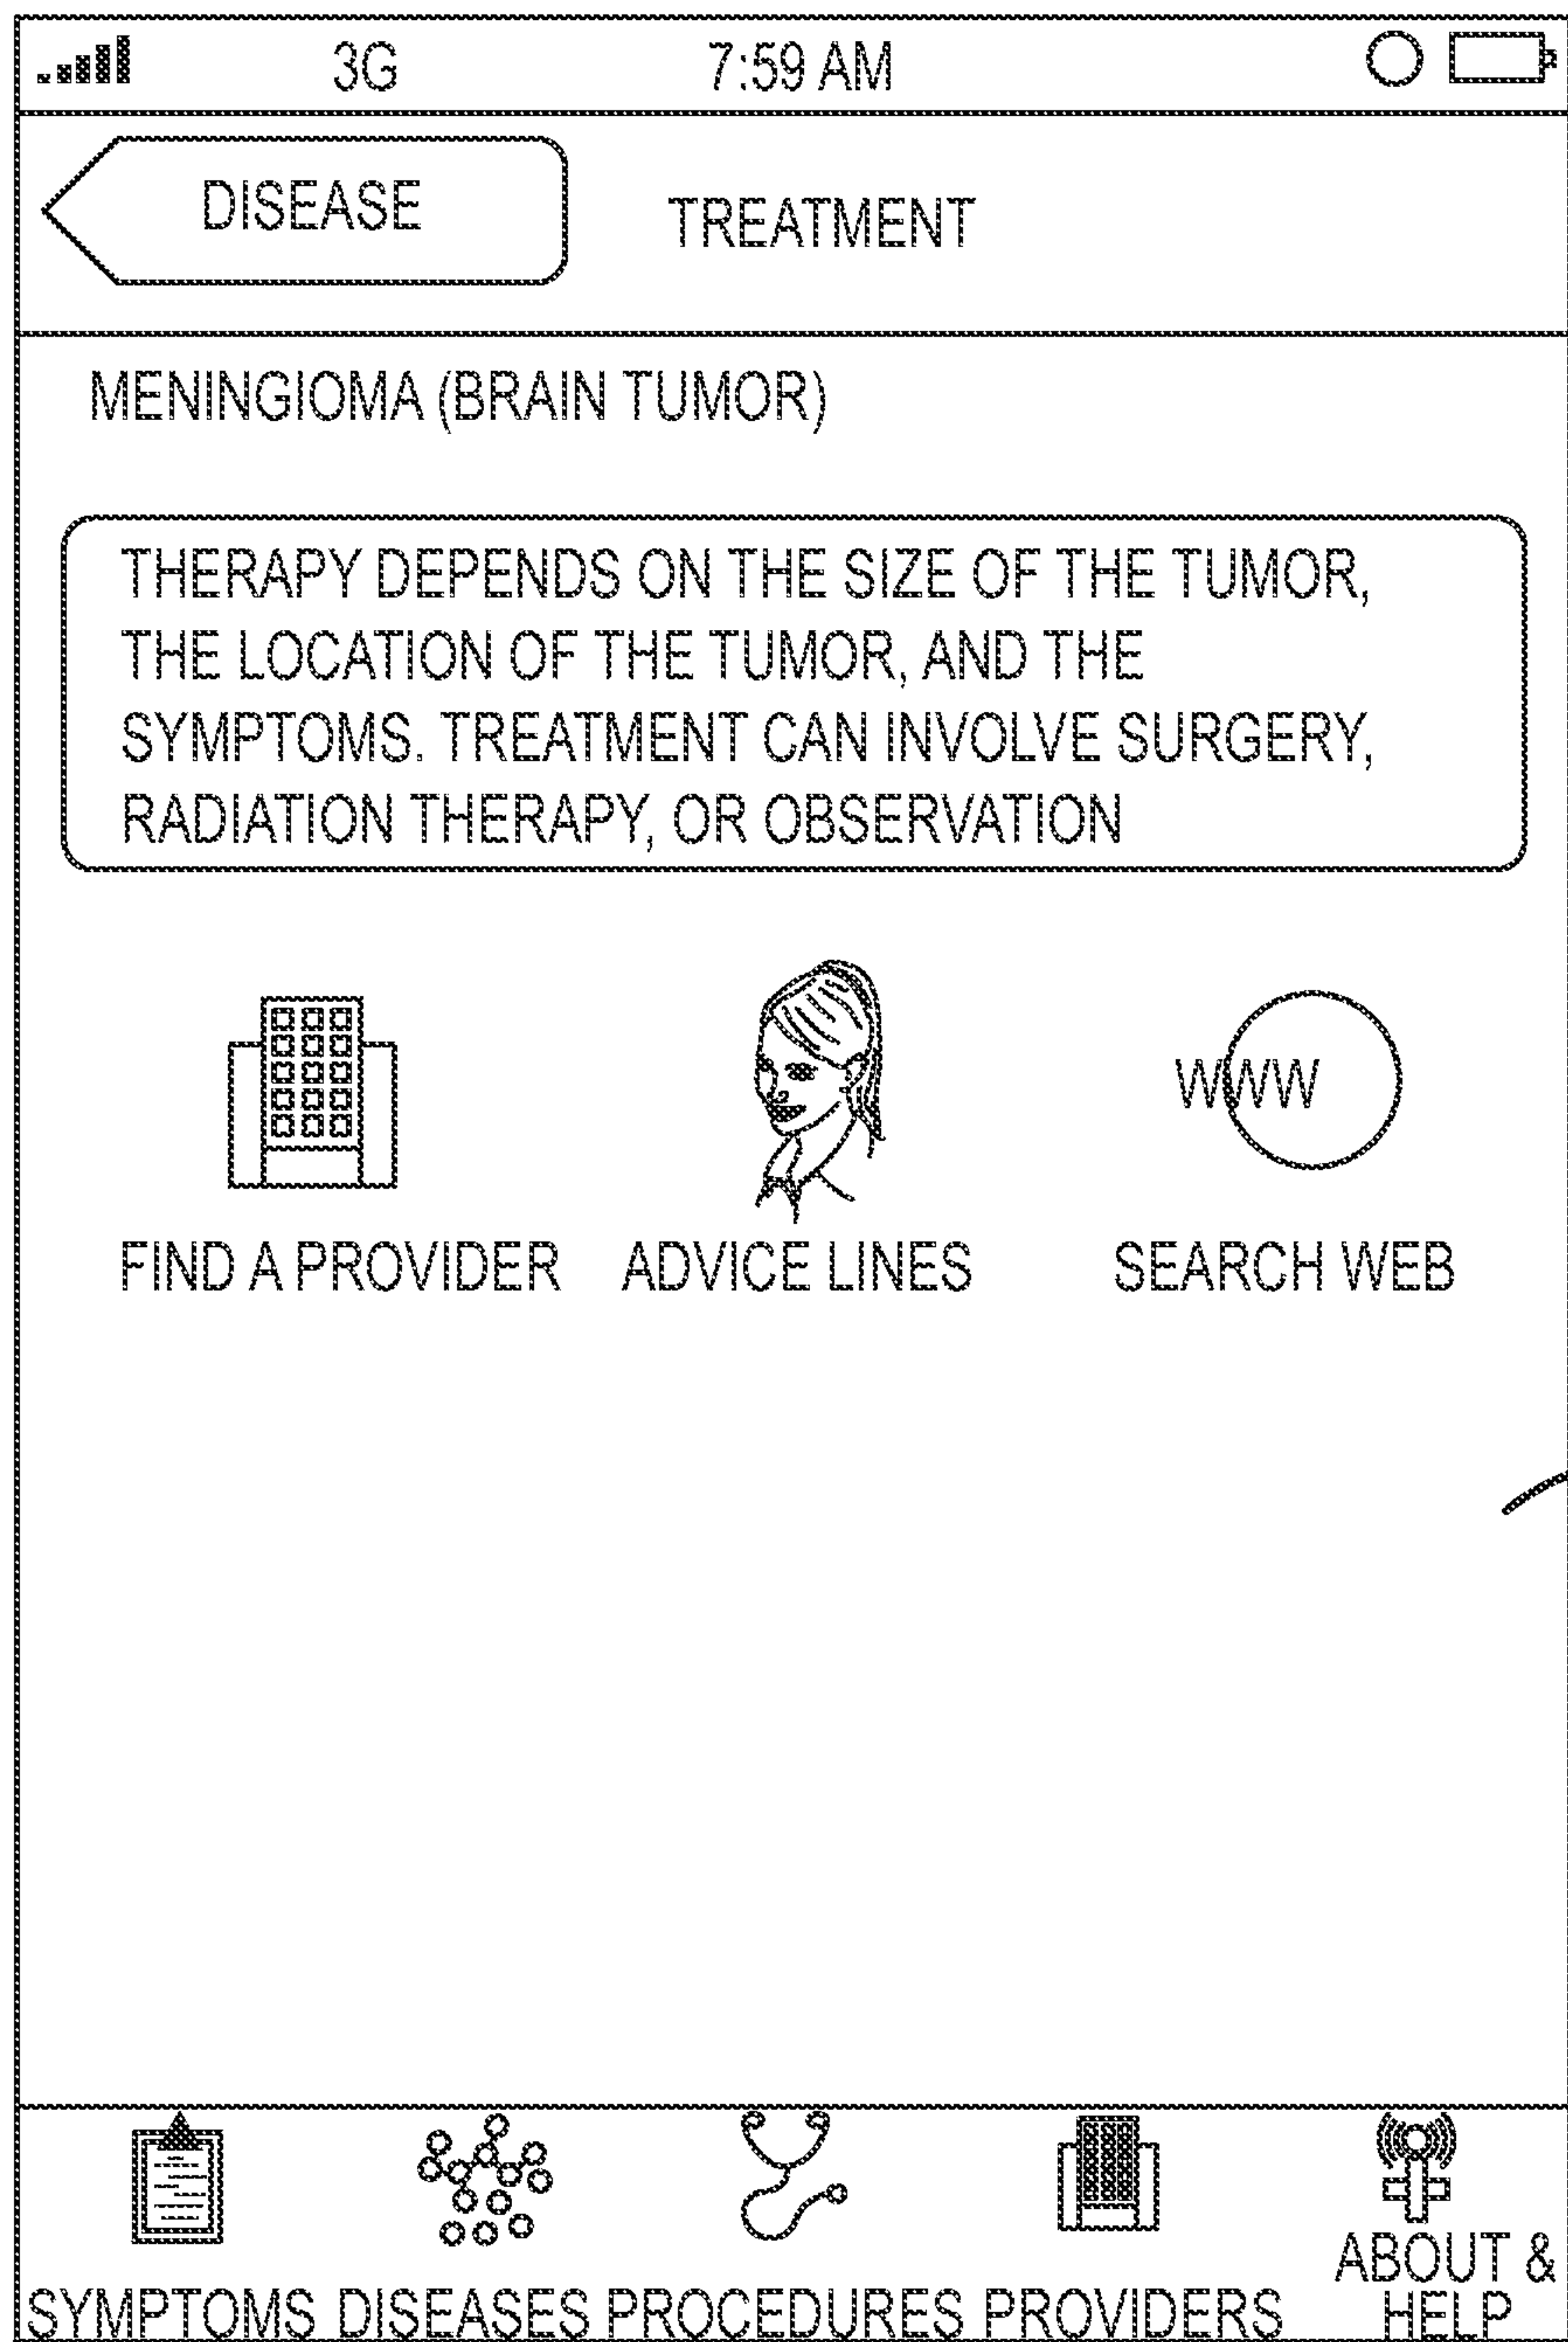 3G 7:59 AM
DISEASE TREATMENT
MENINGIOMA (BRAIN TUMOR)
THERAPY DEPENDS ON THE SIZE OF THE TUMOR,
THE LOCATION OF THE TUMOR, AND THE
SYMPTOMS. TREATMENT CAN INVOLVE SURGERY,
RADIATION THERAPY, OR OBSERVATION
WWW
FIND A PROVIDER ADVICE LINES SEARCH WEB
SYMPTOMS DISEASES PROCEDURES PROVIDERS ABOUT &
HELP